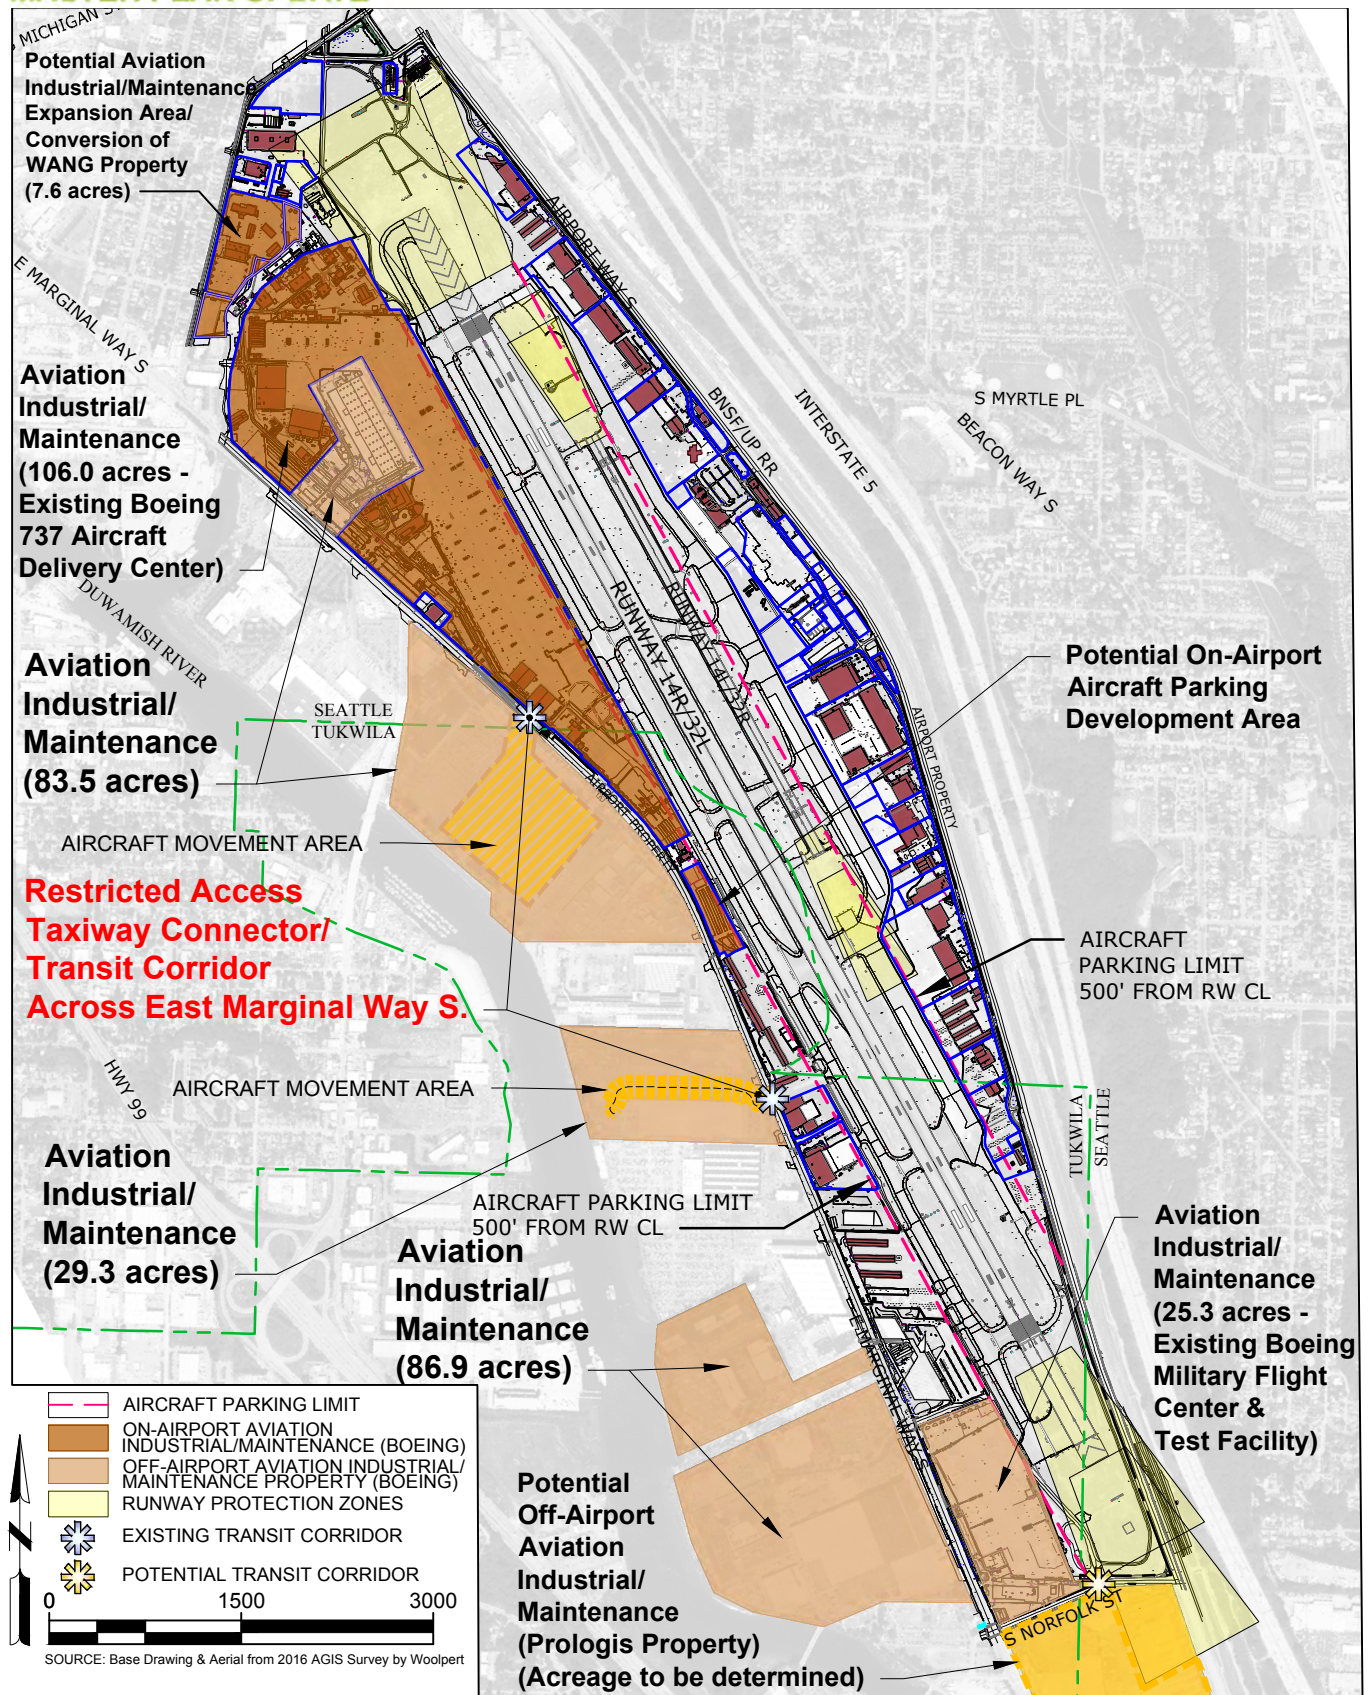 MASTER PLAN UPDATE
S MICHIGAN ST
Potential Aviation
Industrial/Maintenance
Expansion Area/
Conversion of
WANG Property
(7.6 acres)
E MARGINAL WAY S
Aviation
Industrial/
Maintenance
(106.0 acres -
Existing Boeing
737 Aircraft
Delivery Center)
DUWAMISH RIVER
Aviation
Industrial/
Maintenance
(83.5 acres)
SEATTLE
TUKWILA
AIRCRAFT MOVEMENT AREA
Restricted Access
Taxiway Connector/
Transit Corridor
Across East Marginal Way S.
HWY 99
AIRCRAFT MOVEMENT AREA
Aviation
Industrial/
Maintenance
(29.3 acres)
AIRCRAFT PARKING LIMIT
500' FROM RW CL
Aviation
Industrial/
Maintenance
(86.9 acres)
AIRPORT WAY S
BNSF/UP RR
INTERSTATE 5
S MYRTLE PL
BEACON WAY S
RUNWAY 14R/32L
RUNWAY 14L/32R
AIRPORT PROPERTY
AIRPORT PROPERTY
Potential On-Airport
Aircraft Parking
Development Area
AIRCRAFT
PARKING LIMIT
500' FROM RW CL
TUKWILA
SEATTLE
Aviation
Industrial/
Maintenance
(25.3 acres -
Existing Boeing
Military Flight
Center &
Test Facility)
E MARGINAL WAY
S NORFOLK ST
Potential
Off-Airport
Aviation
Industrial/
Maintenance
(Prologis Property)
(Acreage to be determined)
AIRCRAFT PARKING LIMIT
ON-AIRPORT AVIATION
INDUSTRIAL/MAINTENANCE (BOEING)
OFF-AIRPORT AVIATION INDUSTRIAL/
MAINTENANCE PROPERTY (BOEING)
RUNWAY PROTECTION ZONES
EXISTING TRANSIT CORRIDOR
POTENTIAL TRANSIT CORRIDOR
N
0 1500 3000
SOURCE: Base Drawing & Aerial from 2016 AGIS Survey by Woolpert